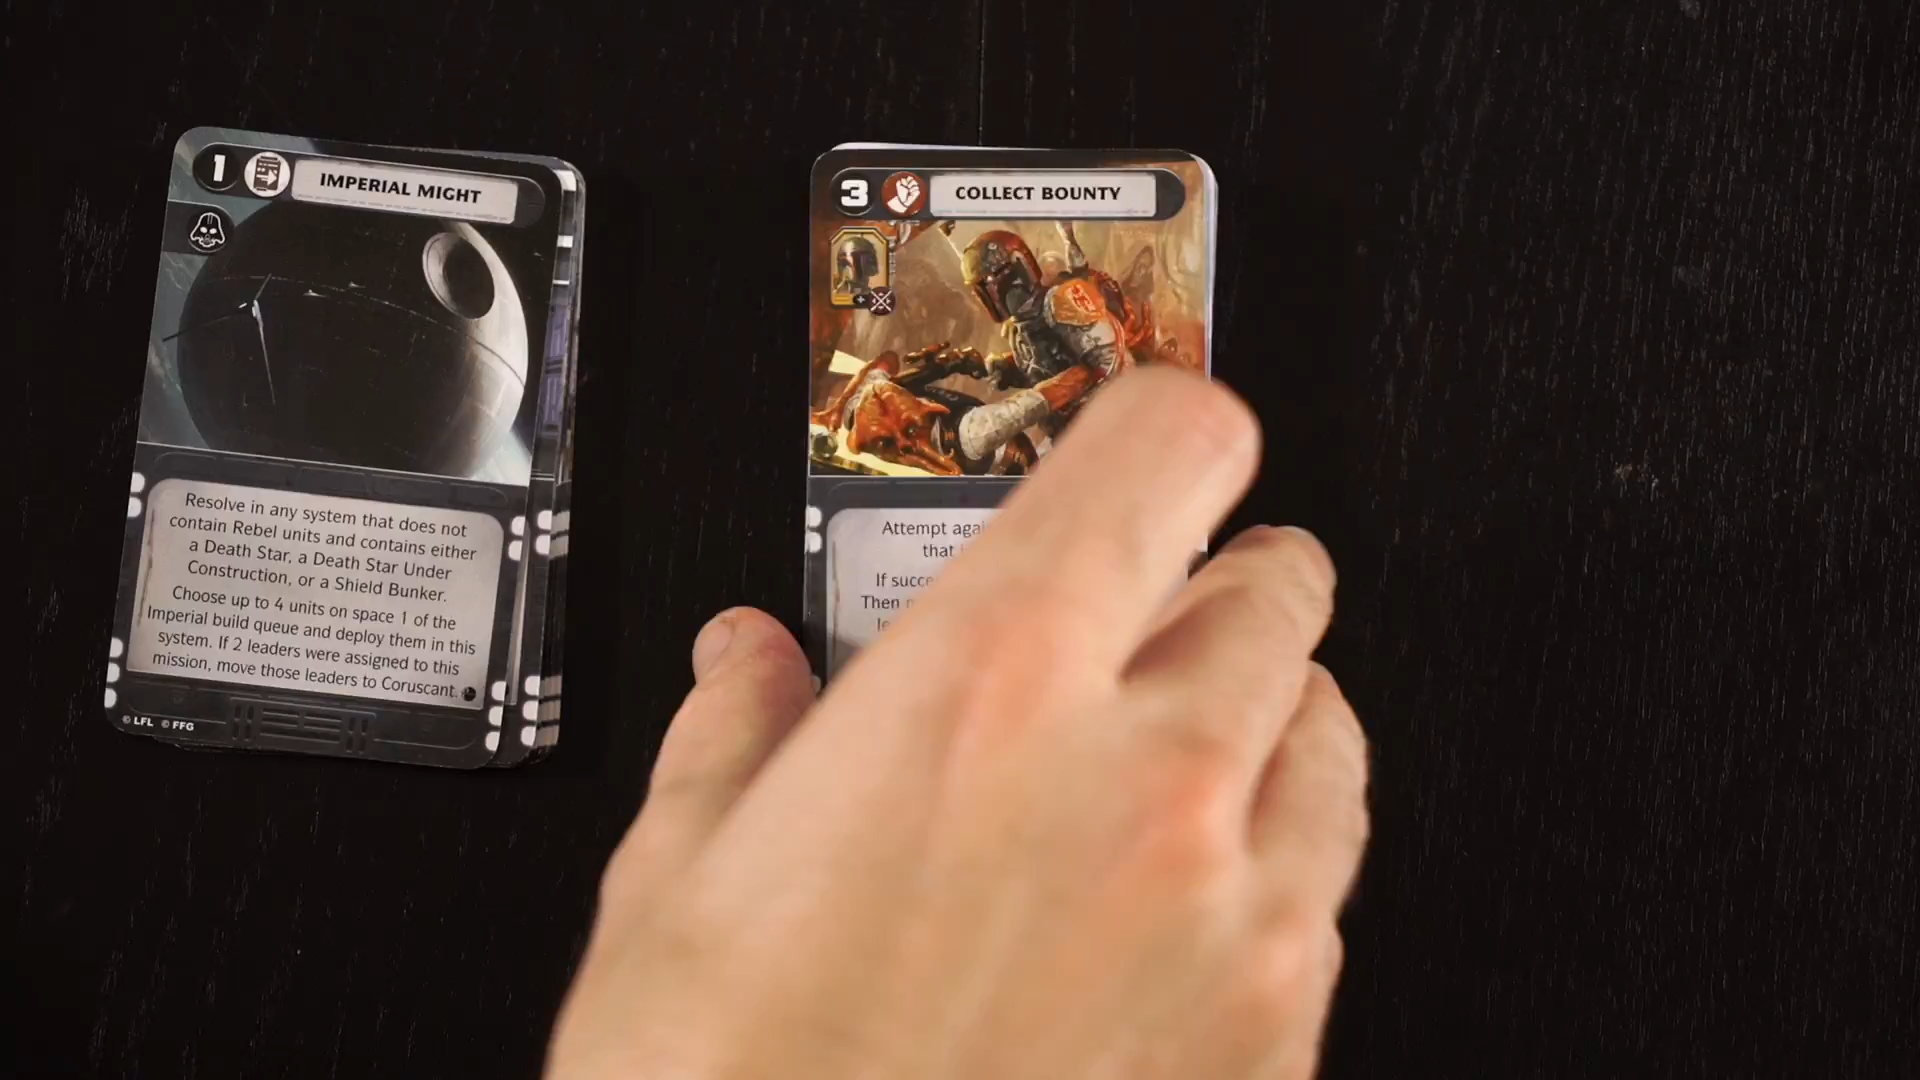 1
IMPERIAL MIGHT
Resolve in any system that does not
contain Rebel units and contains either
a Death Star, a Death Star Under
Construction, or a Shield Bunker.
Choose up to 4 units on space 1 of the
Imperial build queue and deploy them in this
system. If 2 leaders were assigned to this
mission, move those leaders to Coruscant.
© LFL © FFG
3
COLLECT BOUNTY
Attempt
that
If
Then